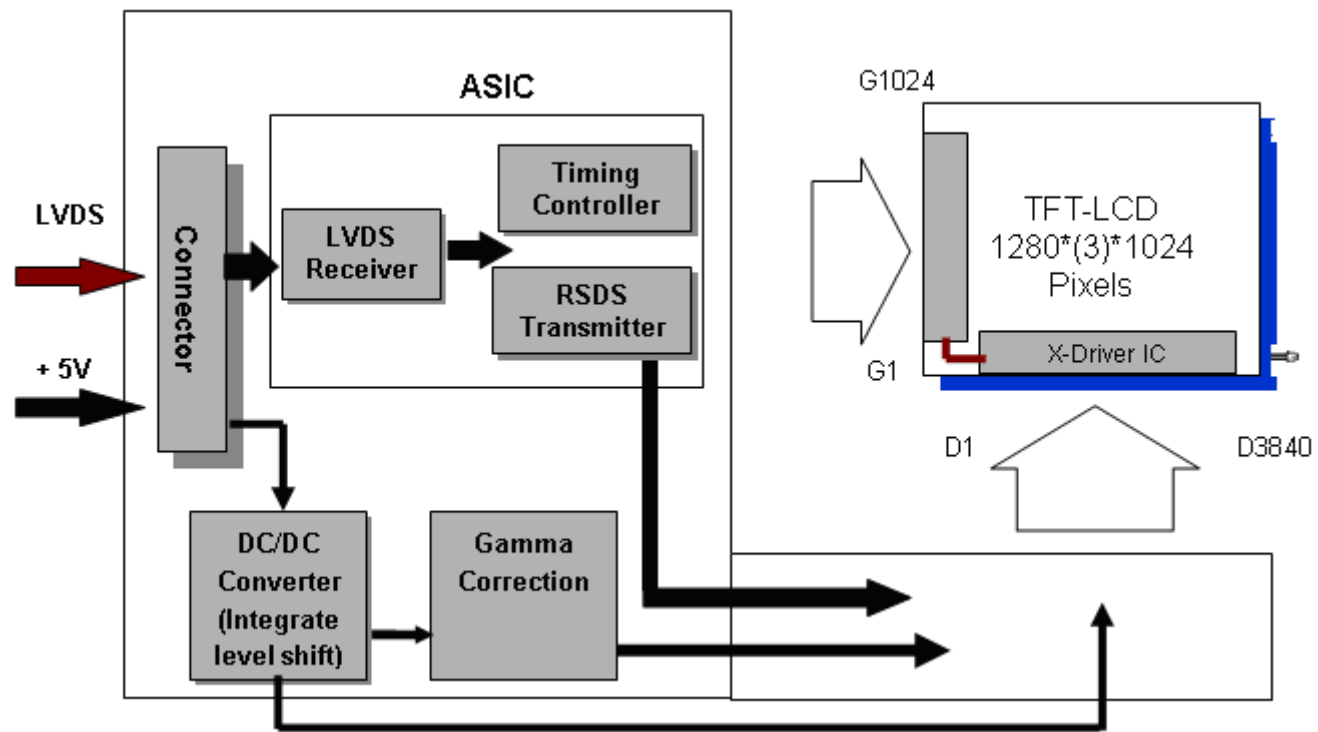 ASIC
G1024
Timing
Controller
TFT-LCD
1280*(3)*1024
Pixels
LVDS
Connector
LVDS
Receiver
RSDS
Transmitter
X-Driver IC
+ 5V
G1
D1
D3840
DC/DC
Converter
(Integrate
level shift)
Gamma
Correction